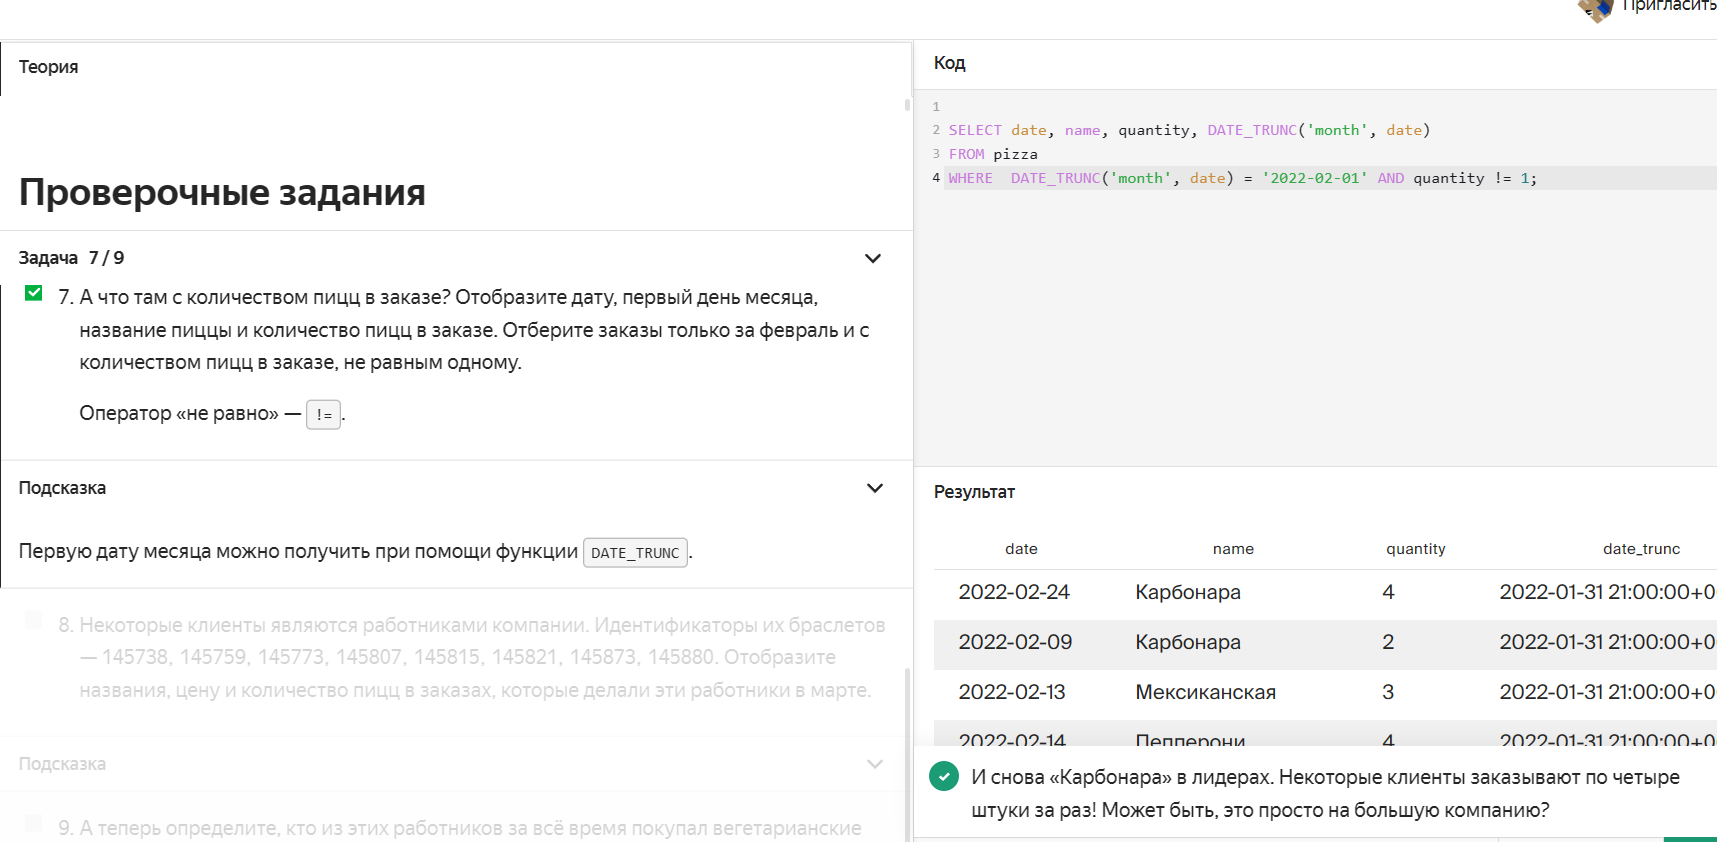 Пригласить
Теория
Проверочные задания
Задача 7 / 9
7. А что там с количеством пицц в заказе? Отобразите дату, первый день месяца,
название пиццы и количество пицц в заказе. Отберите заказы только за февраль и с
количеством пицц в заказе, не равным одному.
Оператор «не равно» — !=.
Подсказка
Первую дату месяца можно получить при помощи функции DATE_TRUNC.
8. Некоторые клиенты являются работниками компании. Идентификаторы их браслетов
— 145738, 145759, 145773, 145807, 145815, 145821, 145873, 145880. Отобразите
названия, цену и количество пицц в заказах, которые делали эти работники в марте.
Подсказка
9. А теперь определите, кто из этих работников за всё время покупал вегетарианские
Код
1
2 SELECT date, name, quantity, DATE_TRUNC('month', date)
3 FROM pizza
4 WHERE  DATE_TRUNC('month', date) = '2022-02-01' AND quantity != 1;
Результат
date name quantity date_trunc
2022-02-24 Карбонара 4 2022-01-31 21:00:00+0
2022-02-09 Карбонара 2 2022-01-31 21:00:00+0
2022-02-13 Мексиканская 3 2022-01-31 21:00:00+0
2022-02-14 Пепперони 4 2022-01-31 21:00:00+0
И снова «Карбонара» в лидерах. Некоторые клиенты заказывают по четыре
штуки за раз! Может быть, это просто на большую компанию?